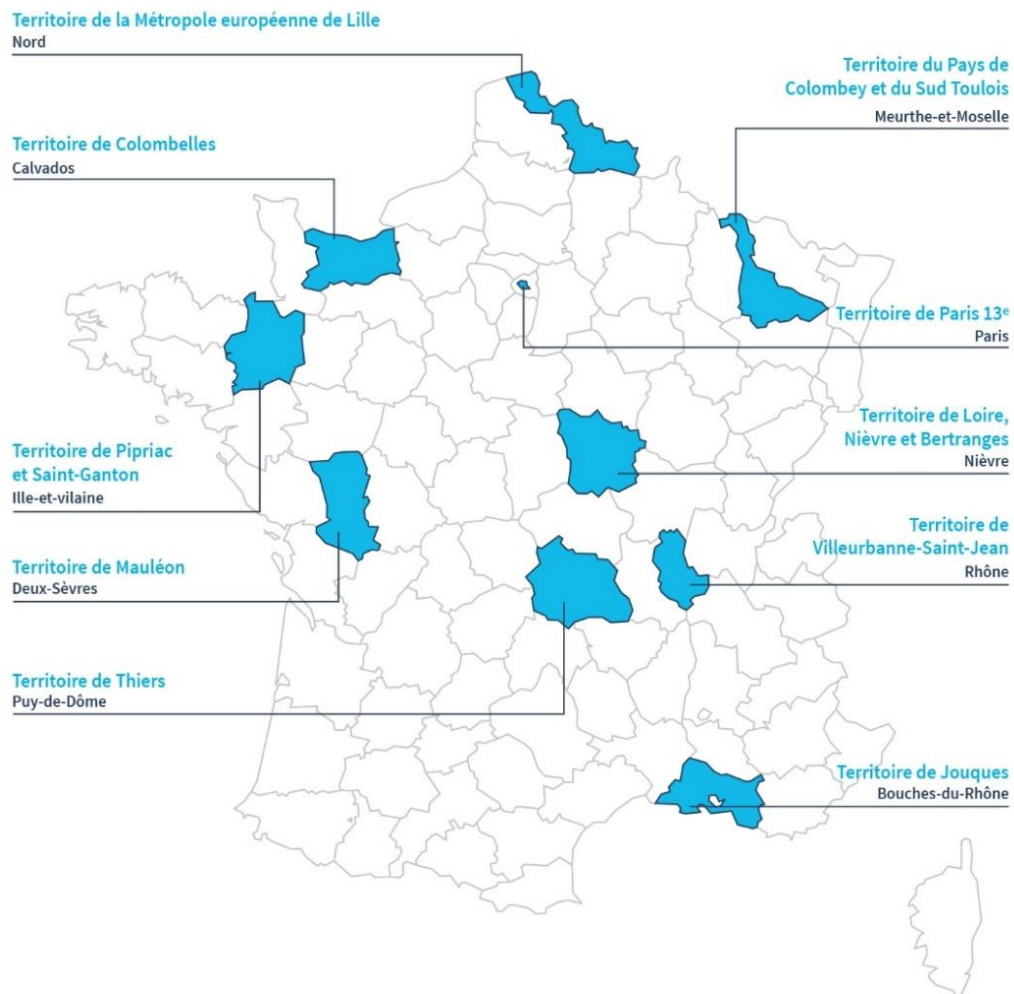 Territoire de la Métropole européenne de Lille
Nord
Territoire du Pays de
Colombey et du Sud Toulois
Meurthe-et-Moselle
Territoire de Colombelles
Calvados
Territoire de Paris 13ᵉ
Paris
Territoire de Loire,
Nièvre et Bertranges
Nièvre
Territoire de Pipriac
et Saint-Ganton
Ille-et-vilaine
Territoire de
Villeurbanne-Saint-Jean
Rhône
Territoire de Mauléon
Deux-Sèvres
Territoire de Thiers
Puy-de-Dôme
Territoire de Jouques
Bouches-du-Rhône